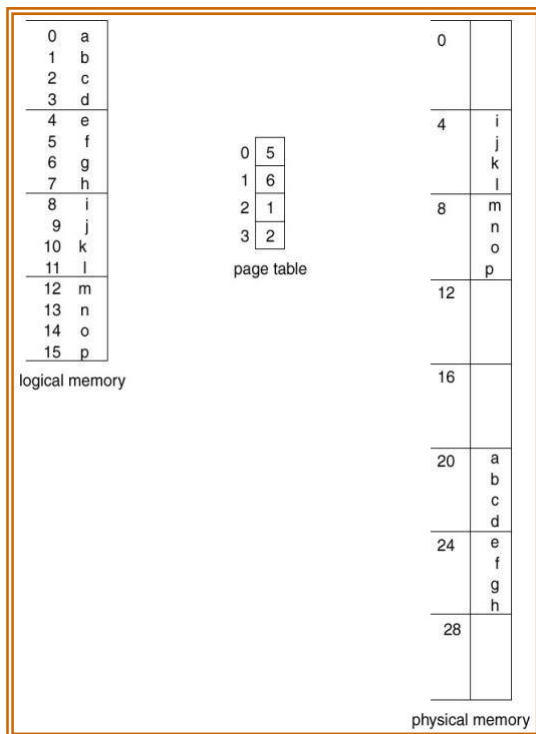 0 a
1 b
2 c
3 d
4 e
5 f
6 g
7 h
8 i
9 j
10 k
11 l
12 m
13 n
14 o
15 p
logical memory
0 5
1 6
2 1
3 2
page table
0
4 i
j
k
l
8 m
n
o
p
12
16
20 a
b
c
d
24 e
f
g
h
28
physical memory